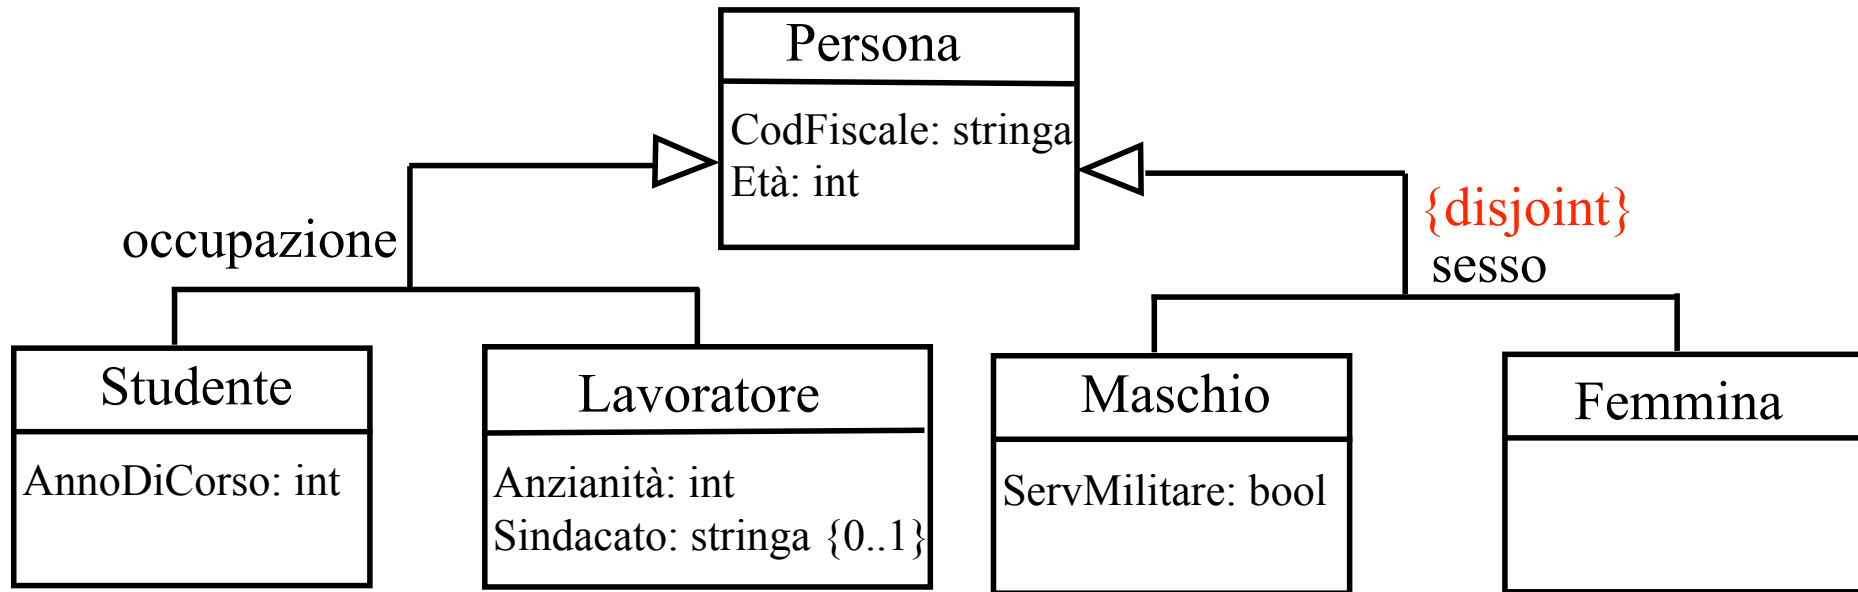 Persona
CodFiscale: stringa
Età: int
occupazione
{disjoint}
sesso
Studente
AnnoDiCorso: int
Lavoratore
Anzianità: int
Sindacato: stringa {0..1}
Maschio
ServMilitare: bool
Femmina